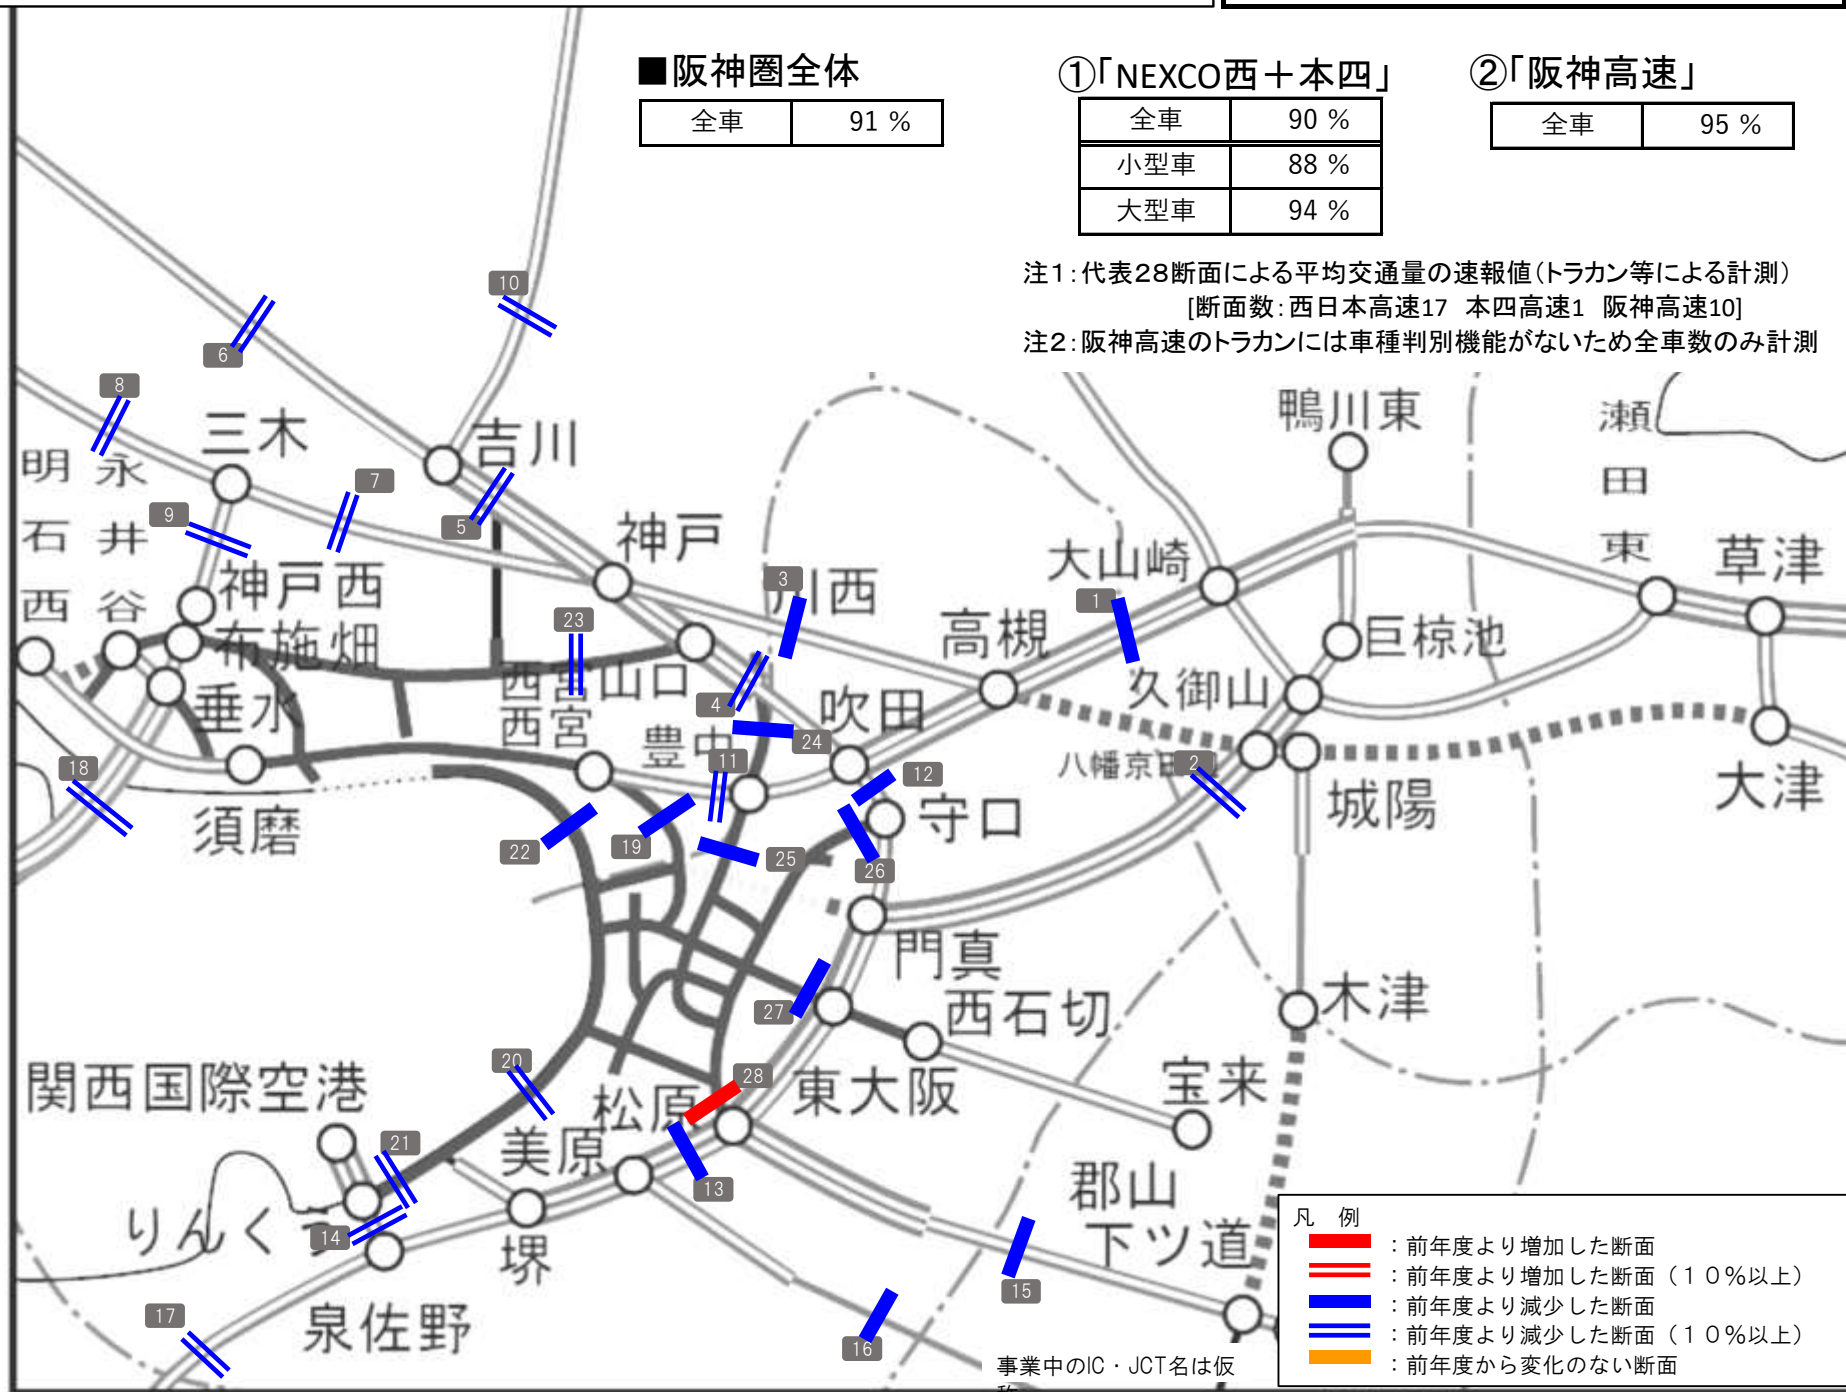 ■阪神圏全体
全車 91 %
①「NEXCO西＋本四」
全車 90 %
小型車 88 %
大型車 94 %
②「阪神高速」
全車 95 %
注１：代表２８断面による平均交通量の速報値（トラカン等による計測）
[断面数：西日本高速17 本四高速1 阪神高速10]
注２：阪神高速のトラカンには車種判別機能がないため全車数のみ計測
10
6
8
三木
吉川
鴨川東
瀬田東
明石西
永井谷
7
9
5
神戸
3
川西
大山崎
1
草津
神戸西
布施畑
23
高槻
巨椋池
垂水
西宮山口
西宮
4
吹田
久御山
豊中
24
11
12
八幡京田
2
18
守口
城陽
大津
須磨
22
19
25
26
門真
西石切
27
木津
関西国際空港
20
松原
28
東大阪
宝来
21
美原
13
郡山
下ツ道
りんくう
14
堺
15
17
泉佐野
16
事業中のIC・JCT名は仮
凡 例
：前年度より増加した断面
：前年度より増加した断面（１０％以上）
：前年度より減少した断面
：前年度より減少した断面（１０％以上）
：前年度から変化のない断面